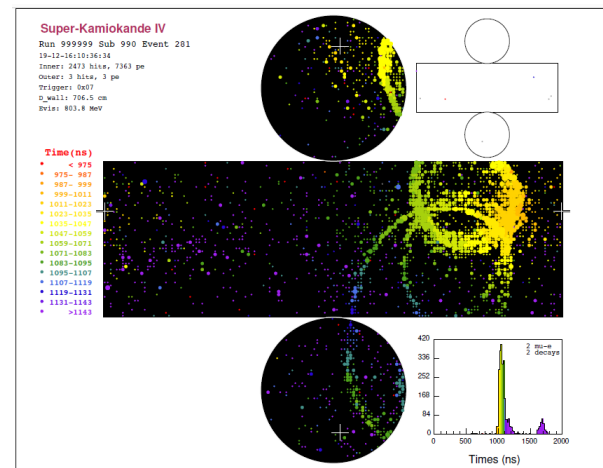 Super-Kamiokande IV
Run 999999 Sub 990 Event 281
19-12-16:10:36:34
Inner: 2473 hits, 7363 pe
Outer: 3 hits, 3 pe
Trigger: 0x07
D_wall: 706.5 cm
Evis: 803.8 MeV
Time(ns)
< 975
975- 987
987- 999
999-1011
1011-1022
1023-1035
1035-1047
1047-1059
1059-1071
1071-1083
1083-1095
1095-1107
1107-1119
1119-1131
1131-1143
>1143
420
336
252
168
84
0
2 mu-e
2 decays
0
500
1000
1500
2000
Times (ns)